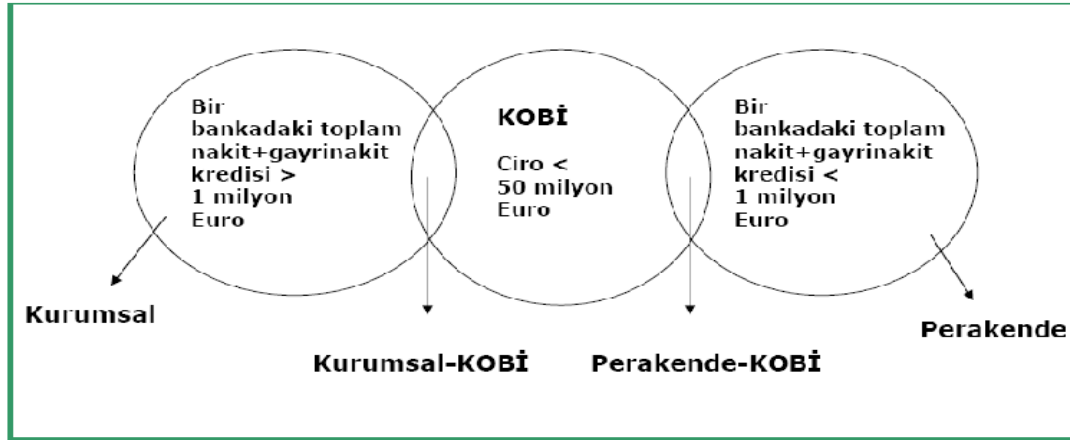 Bir
bankadaki toplam
nakit+gayrinakit
kredisi >
1 milyon
Euro
KOBİ
Ciro <
50 milyon
Euro
Bir
bankadaki toplam
nakit+gayrinakit
kredisi <
1 milyon
Euro
Kurumsal
Kurumsal-KOBİ
Perakende-KOBİ
Perakende